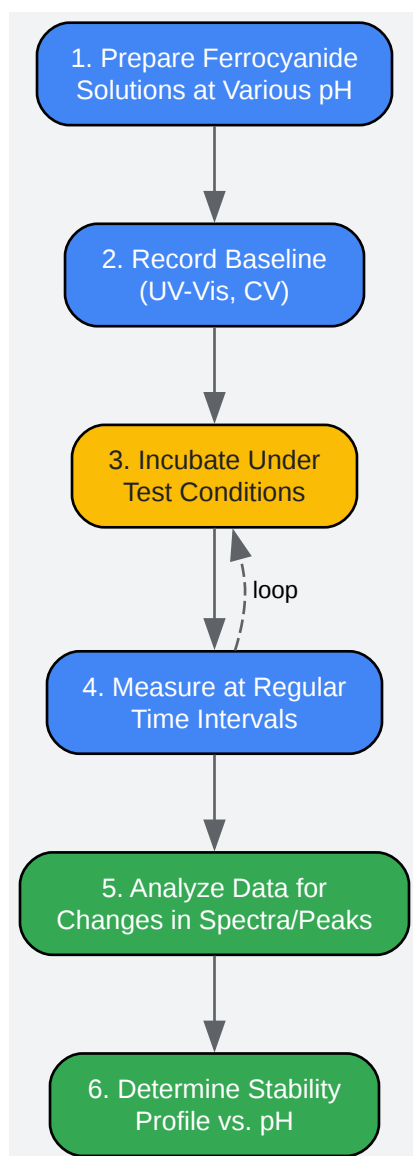 1. Prepare Ferrocyanide
Solutions at Various pH
2. Record Baseline
(UV-Vis, CV)
3. Incubate Under
Test Conditions
loop
4. Measure at Regular
Time Intervals
5. Analyze Data for
Changes in Spectra/Peaks
6. Determine Stability
Profile vs. pH